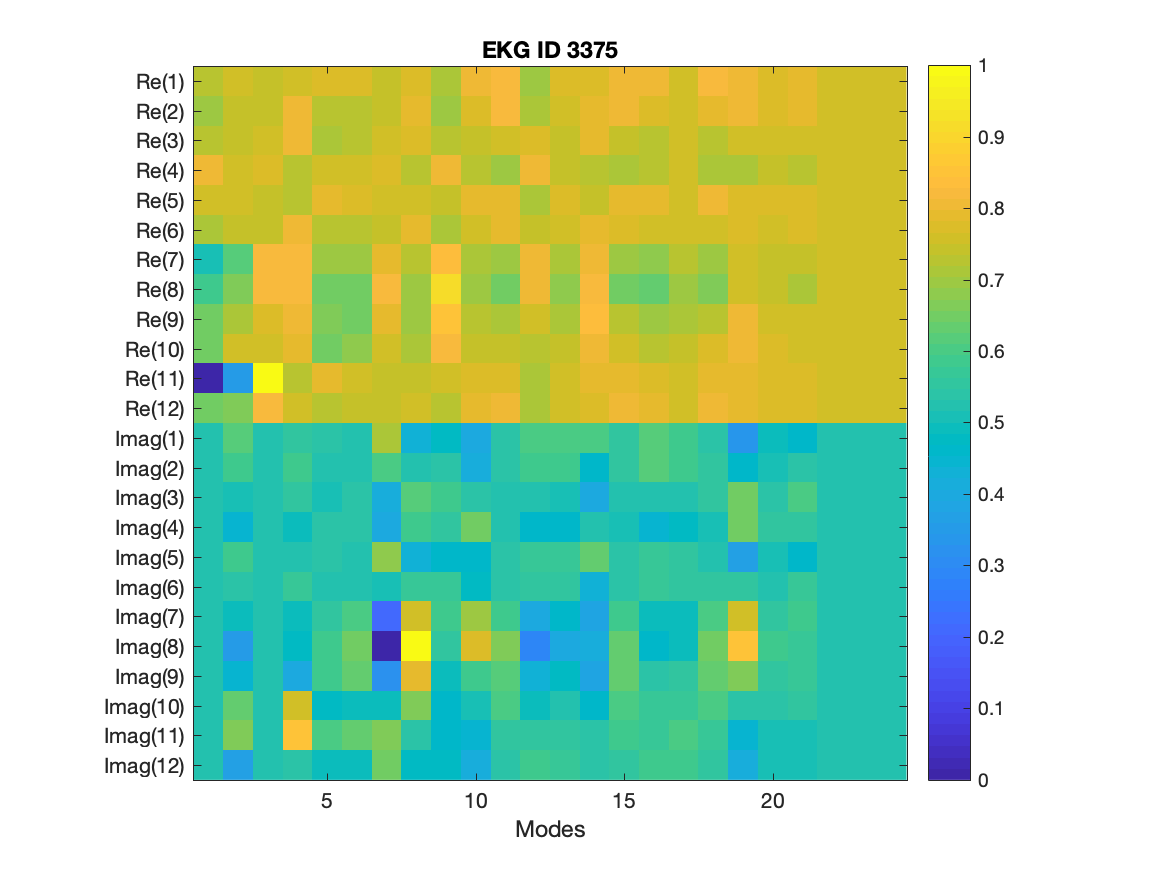 EKG ID 3375
Re(1)
Re(2)
Re(3)
Re(4)
Re(5)
Re(6)
Re(7)
Re(8)
Re(9)
Re(10)
Re(11)
Re(12)
Imag(1)
Imag(2)
Imag(3)
Imag(4)
Imag(5)
Imag(6)
Imag(7)
Imag(8)
Imag(9)
Imag(10)
Imag(11)
Imag(12)
5 10 15 20
Modes
1
0.9
0.8
0.7
0.6
0.5
0.4
0.3
0.2
0.1
0